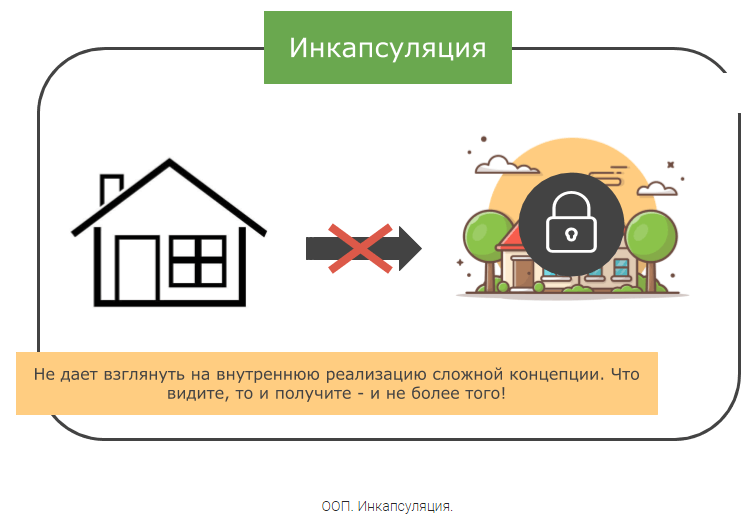 Инкапсуляция
Не дает взглянуть на внутреннюю реализацию сложной концепции. Что
видите, то и получите - и не более того!
ООП. Инкапсуляция.